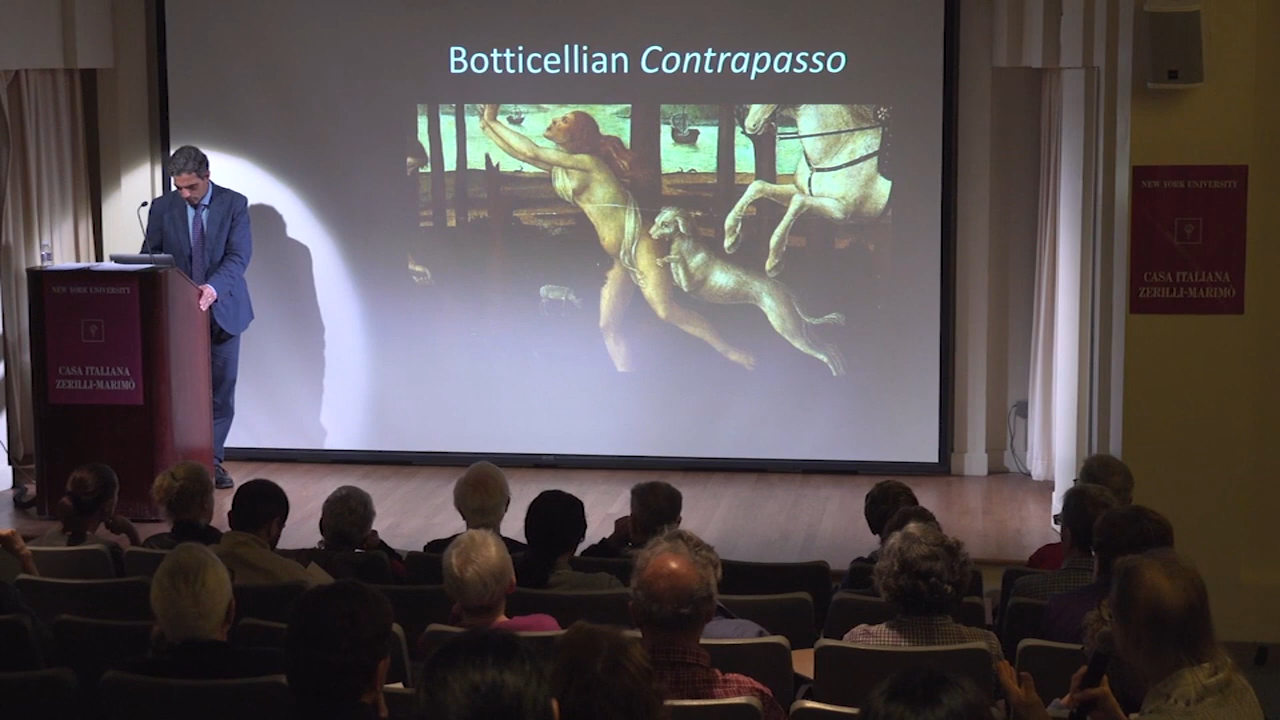 Botticellian Contrapasso
NEW YORK UNIVERSITY
CASA ITALIANA
ZERILLI-MARIMÒ
NEW YORK UNIVERSITY
CASA ITALIANA
ZERILLI-MARIMÒ